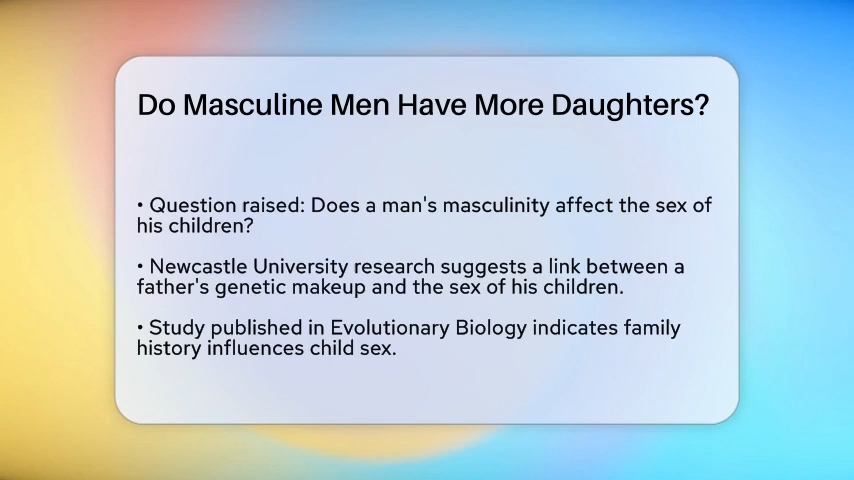 Do Masculine Men Have More Daughters?
• Question raised: Does a man's masculinity affect the sex of
his children?
• Newcastle University research suggests a link between a
father's genetic makeup and the sex of his children.
• Study published in Evolutionary Biology indicates family
history influences child sex.